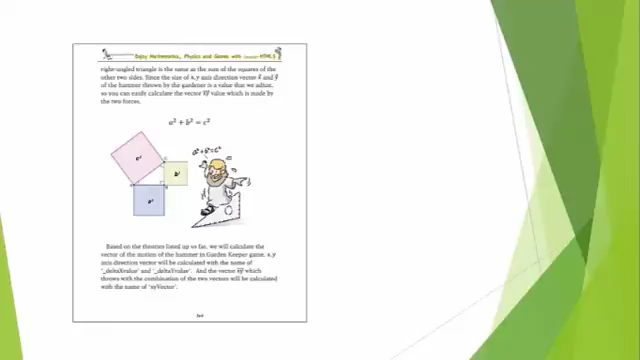 Enjoy Mathematics, Physics and Games with HTML5
right-angled triangle is the same as the sum of the squares of the
other two sides. Since the size of x, y axis direction vector x⃗ and y⃗
of the hammer thrown by the gardener is a value that we adjust,
so you can easily calculate the vector xy⃗ value which is made by
the two forces.
a² + b² = c²
a²+b²=c²
c²
b²
a²
Based on the theories listed up so far, we will calculate the
vector of the motion of the hammer in Garden Keeper game. x, y
axis direction vector will be calculated with the name of
'_deltaXvalue' and '_deltaYvalue'. And the vector xy⃗ which
throws with the combination of the two vectors will be calculated
with the name of 'xyVector'.